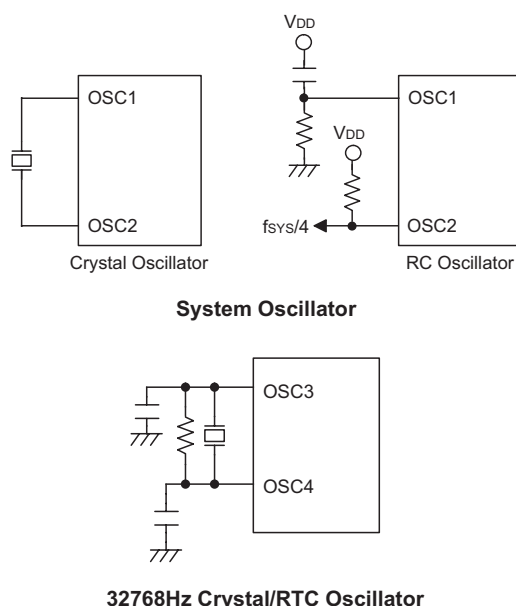 VDD
OSC1
OSC2
Crystal Oscillator
VDD
OSC1
VDD
fSYS/4
OSC2
RC Oscillator
System Oscillator
OSC3
OSC4
32768Hz Crystal/RTC Oscillator